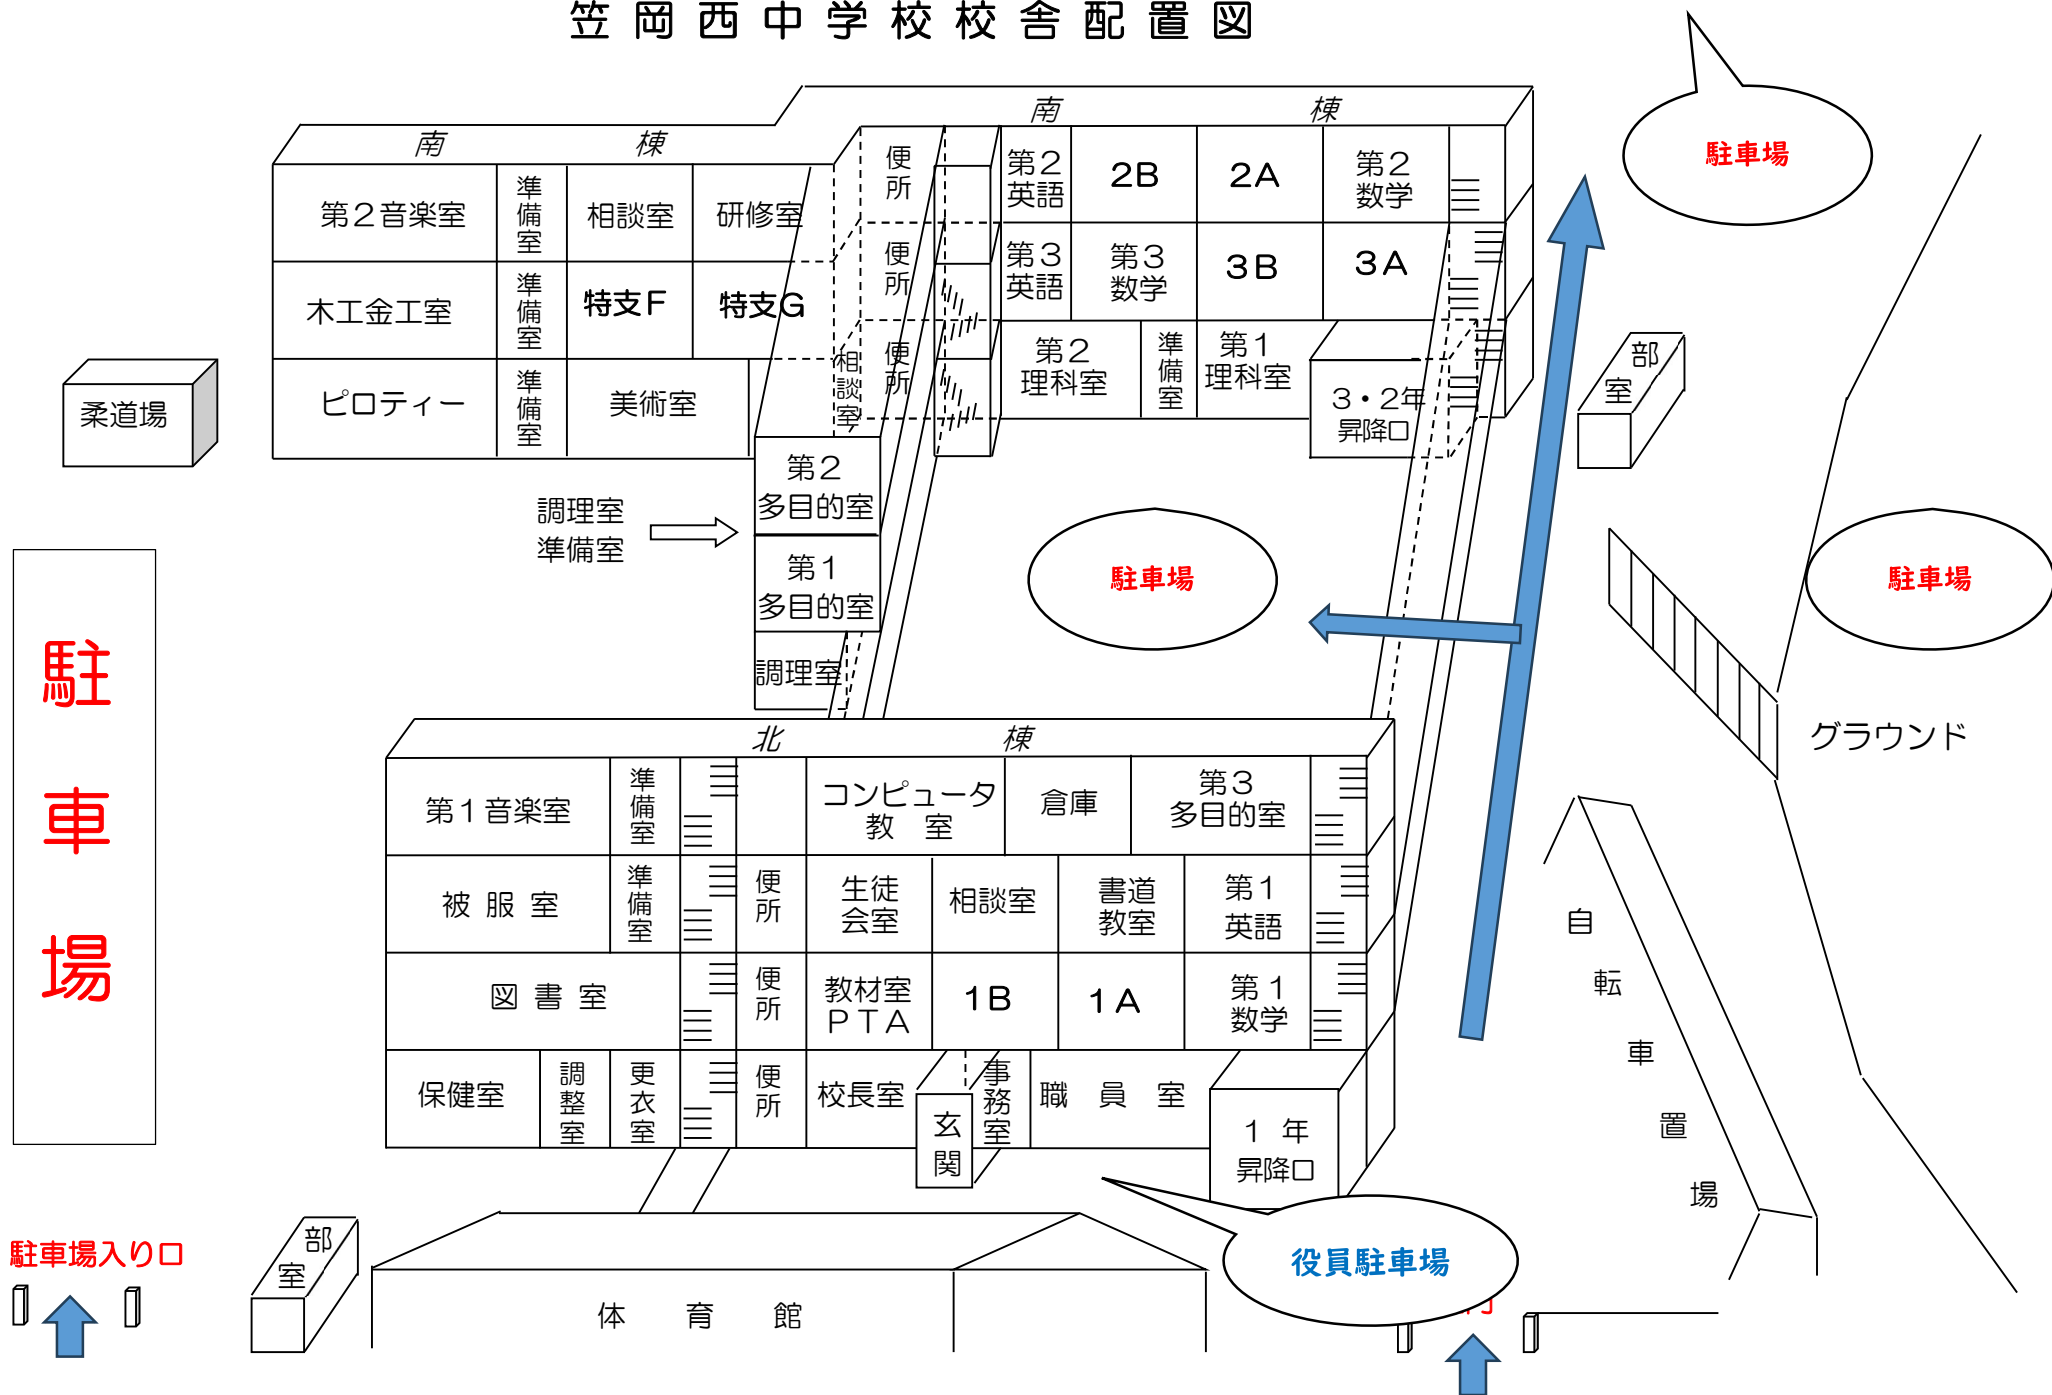 笠岡西中学校校舎配置図
南棟
南棟
駐車場
第２音楽室
準備室
相談室
研修室
便所
第２
英語
２Ｂ
２Ａ
第２
数学
木工金工室
準備室
特支Ｆ
特支Ｇ
便所
第３
英語
第３
数学
３Ｂ
３Ａ
ピロティー
準備室
美術室
相談室
便所
第２
理科室
準備室
第１
理科室
３・２年
昇降口
部室
柔道場
第２
多目的室
調理室
準備室
第１
多目的室
調理室
駐車場
駐車場
駐車場
グラウンド
北棟
第１音楽室
準備室
コンピュータ
教　室
倉庫
第３
多目的室
被服室
準備室
便所
生徒
会室
相談室
書道
教室
第１
英語
図書室
便所
教材室
ＰＴＡ
１Ｂ
１Ａ
第１
数学
保健室
調整室
更衣室
便所
校長室
玄関
事務室
職員室
１年
昇降口
自転車置場
駐車場入り口
部室
体育館
役員駐車場